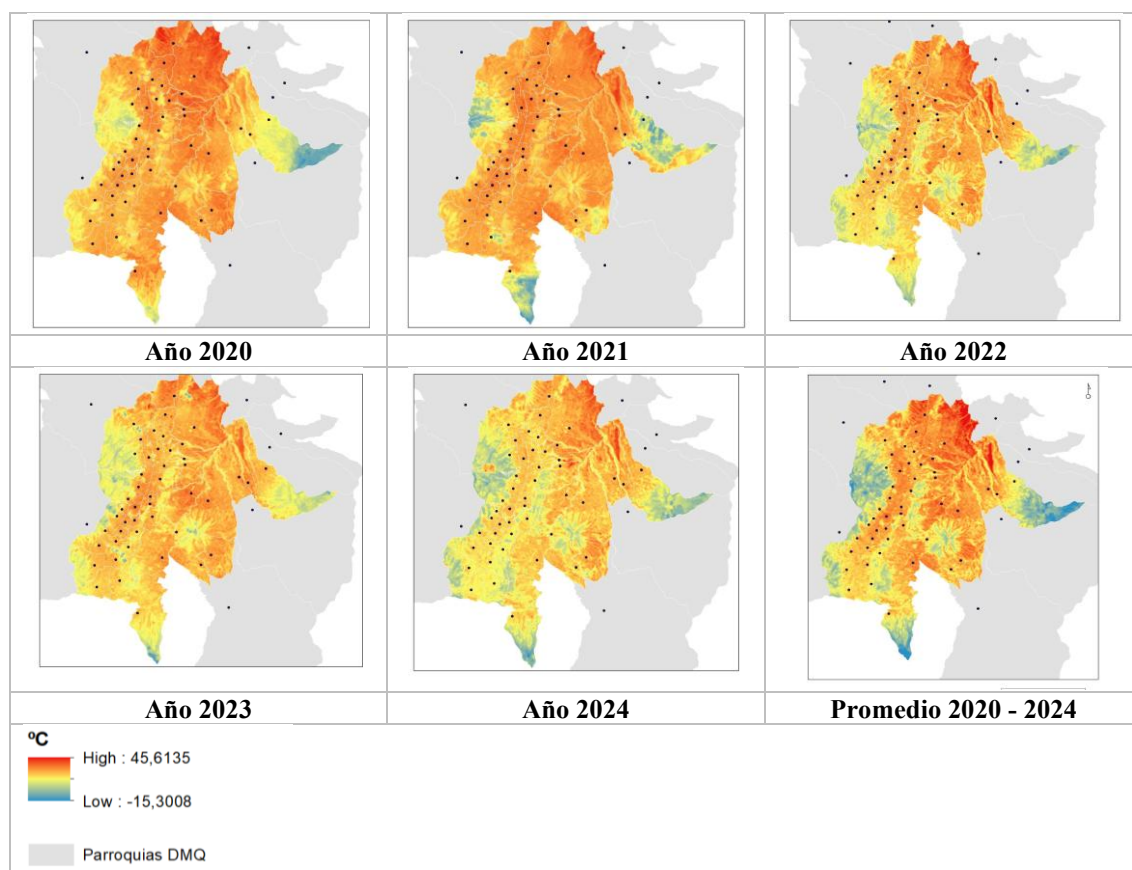 Año 2020
Año 2021
Año 2022
Año 2023
Año 2024
Promedio 2020 - 2024
ºC
High : 45,6135
Low : -15,3008
Parroquias DMQ